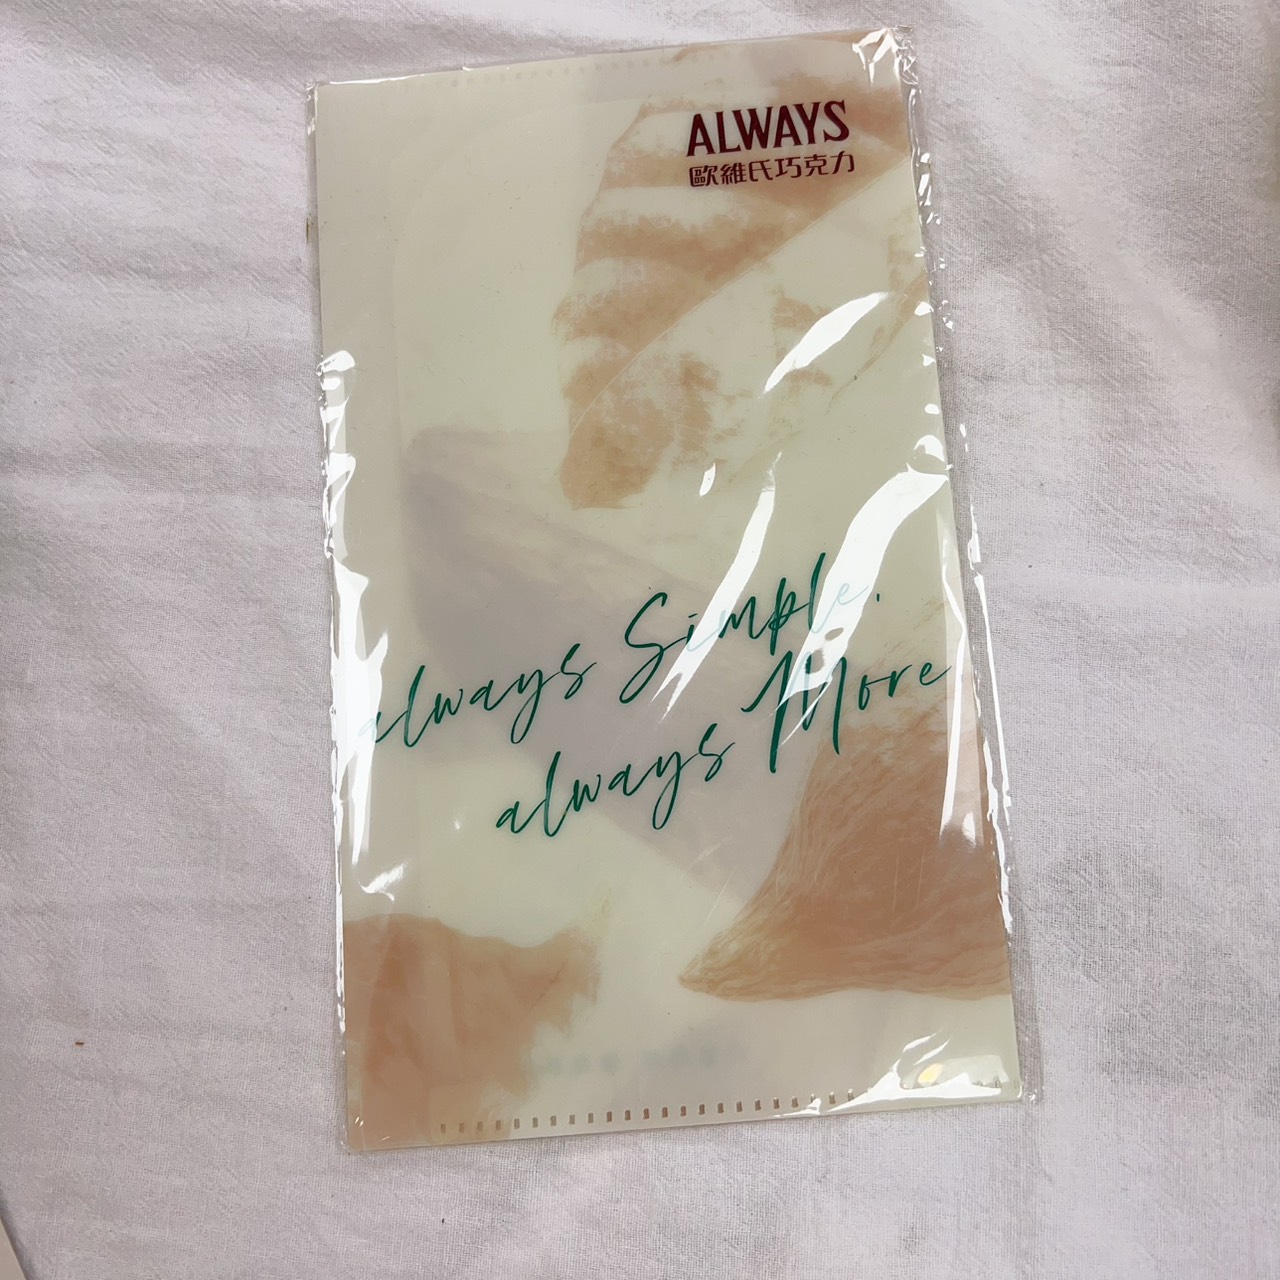 ALWAYS
歐維氏巧克力
always Simple.
always More